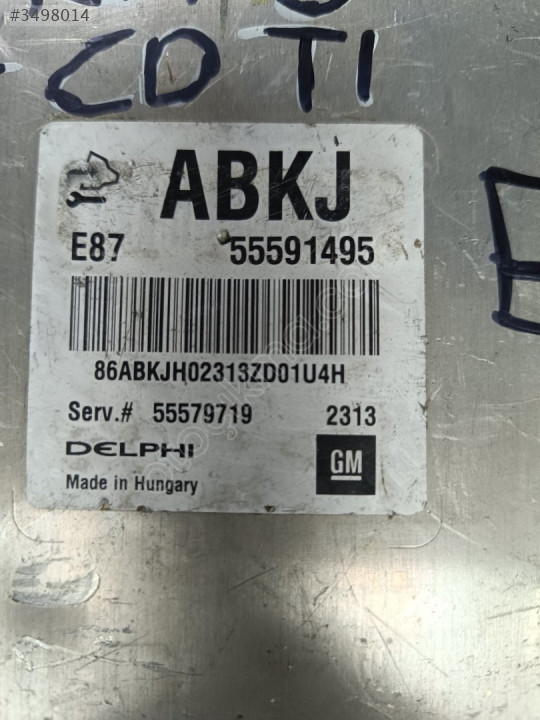 #3498014
CDTI
ABKJ
E87 55591495
86ABKJH02313ZD01U4H
Serv.# 55579719 2313
DELPHI
GM
Made in Hungary